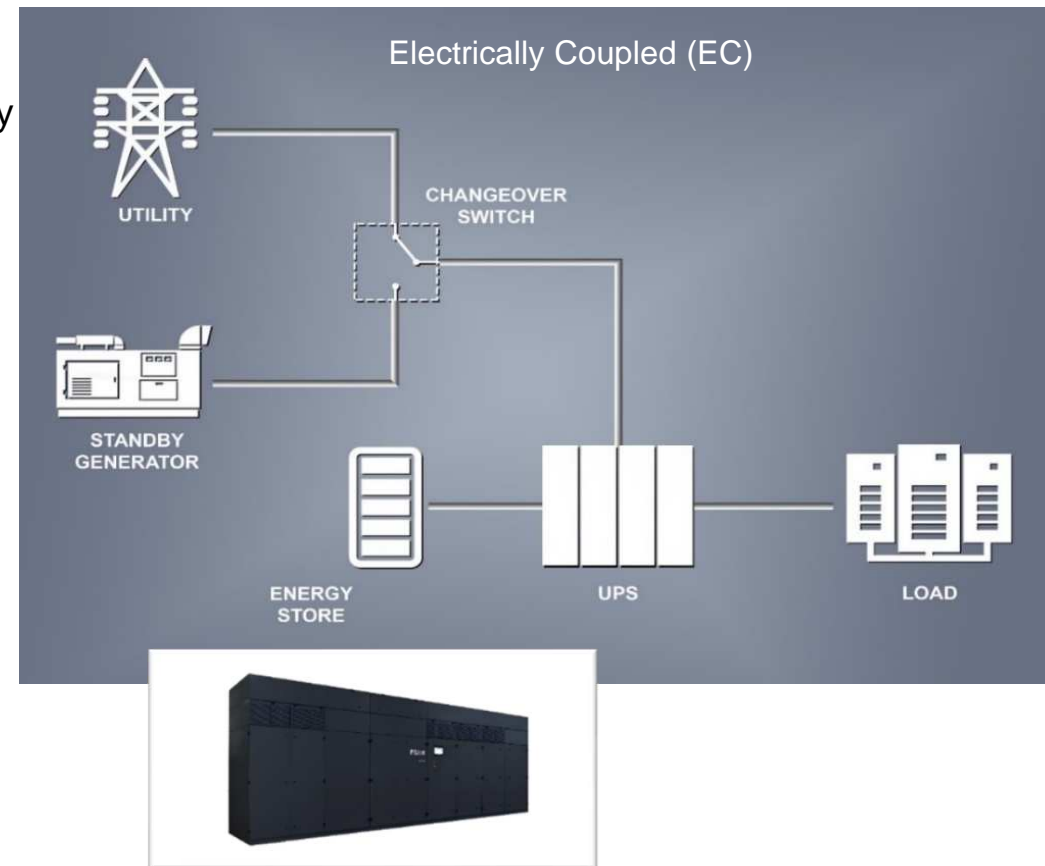 Electrically Coupled (EC)
y
UTILITY
CHANGEOVER
SWITCH
STANDBY
GENERATOR
ENERGY
STORE
UPS
LOAD